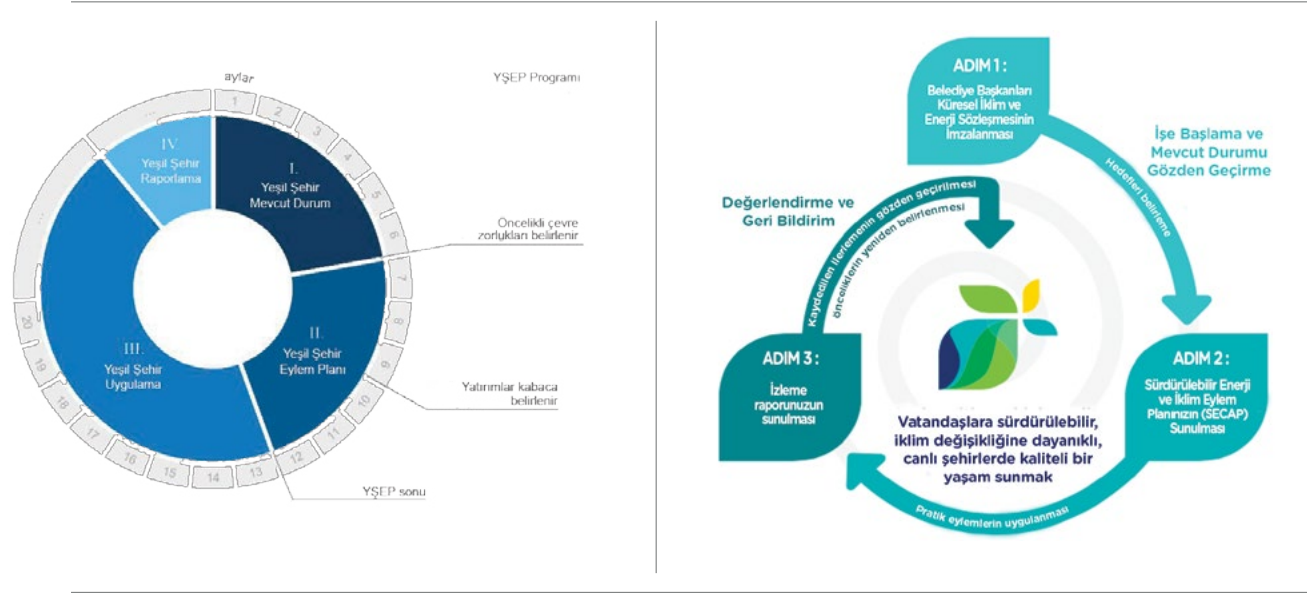 aylar
YŞEP Programı
1
2
3
4
5
6
7
8
9
10
11
12
13
14
15
16
17
18
19
20
...
...
I.
Yeşil Şehir
Mevcut Durum
II.
Yeşil Şehir
Eylem Planı
III.
Yeşil Şehir
Uygulama
IV.
Yeşil Şehir
Raporlama
Öncelikli çevre
zorlukları belirlenir
Yatırımlar kabaca
belirlenir
YŞEP sonu
ADIM 1 :
Belediye Başkanları
Küresel İklim ve
Enerji Sözleşmesinin
İmzalanması
İşe Başlama ve
Mevcut Durumu
Gözden Geçirme
Hedefleri belirleme
ADIM 2 :
Sürdürülebilir Enerji
ve İklim Eylem
Planınızın (SECAP)
Sunulması
Pratik eylemlerin uygulanması
ADIM 3 :
İzleme
raporunuzun
sunulması
Değerlendirme ve
Geri Bildirim
Kaydedilen ilerlemenin gözden geçirilmesi
önceliklerin yeniden belirlenmesi
Vatandaşlara sürdürülebilir,
iklim değişikliğine dayanıklı,
canlı şehirlerde kaliteli bir
yaşam sunmak